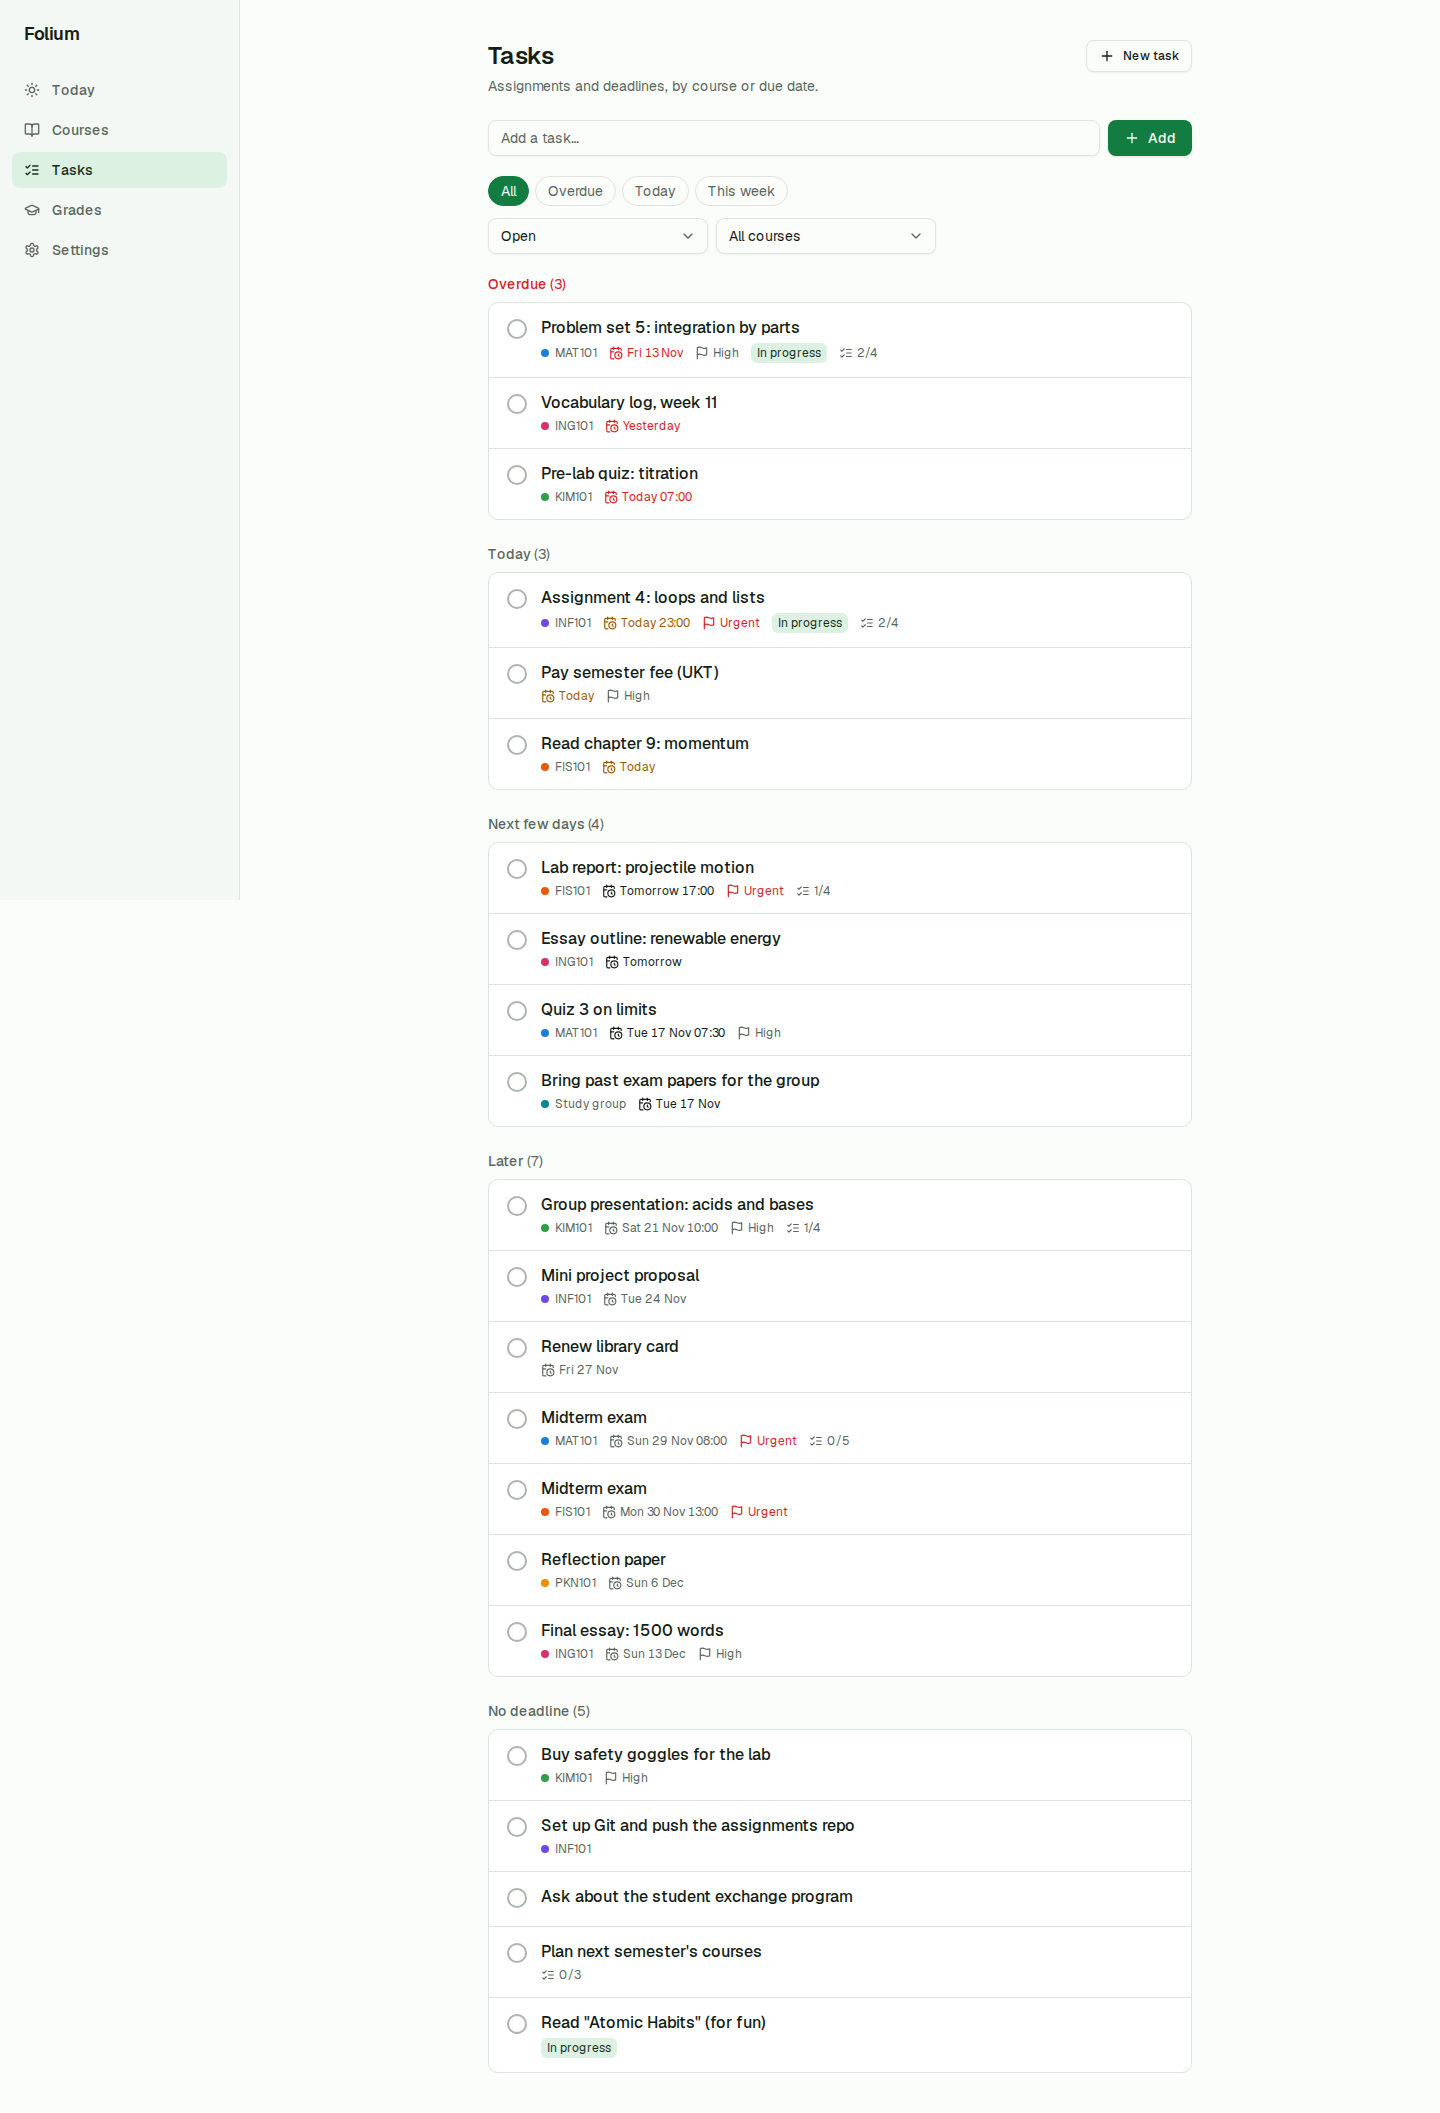 Folium
Today
Courses
Tasks
Grades
Settings
Tasks
New task
Assignments and deadlines, by course or due date.
Add a task...
Add
All Overdue Today This week
Open All courses
Overdue (3)
Problem set 5: integration by parts
MAT101 Fri 13 Nov High In progress 2/4
Vocabulary log, week 11
ING101 Yesterday
Pre-lab quiz: titration
KIM101 Today 07:00
Today (3)
Assignment 4: loops and lists
INF101 Today 23:00 Urgent In progress 2/4
Pay semester fee (UKT)
Today High
Read chapter 9: momentum
FIS101 Today
Next few days (4)
Lab report: projectile motion
FIS101 Tomorrow 17:00 Urgent 1/4
Essay outline: renewable energy
ING101 Tomorrow
Quiz 3 on limits
MAT101 Tue 17 Nov 07:30 High
Bring past exam papers for the group
Study group Tue 17 Nov
Later (7)
Group presentation: acids and bases
KIM101 Sat 21 Nov 10:00 High 1/4
Mini project proposal
INF101 Tue 24 Nov
Renew library card
Fri 27 Nov
Midterm exam
MAT101 Sun 29 Nov 08:00 Urgent 0/5
Midterm exam
FIS101 Mon 30 Nov 13:00 Urgent
Reflection paper
PKN101 Sun 6 Dec
Final essay: 1500 words
ING101 Sun 13 Dec High
No deadline (5)
Buy safety goggles for the lab
KIM101 High
Set up Git and push the assignments repo
INF101
Ask about the student exchange program
Plan next semester's courses
0/3
Read "Atomic Habits" (for fun)
In progress